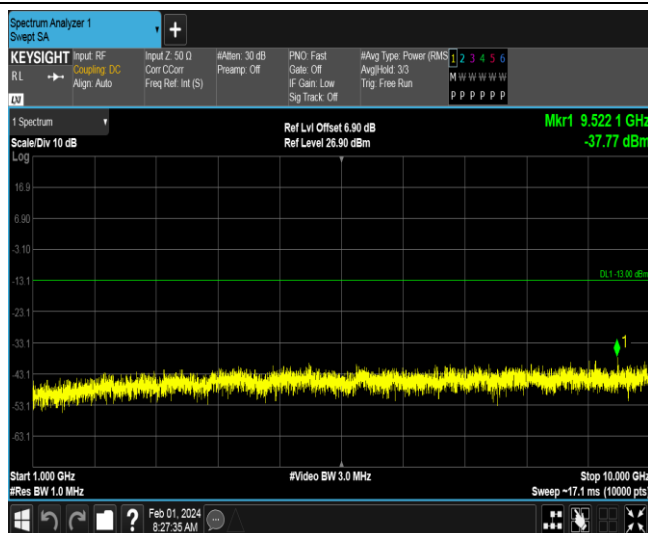 Spectrum Analyzer 1
Swept SA
+
KEYSIGHT
RL
LXI
Input: RF
Coupling: DC
Align: Auto
Input Z: 50 Ω
Corr CCorr
Freq Ref: Int (S)
#Atten: 30 dB
Preamp: Off
PNO: Fast
Gate: Off
IF Gain: Low
Sig Track: Off
#Avg Type: Power (RMS
Avg|Hold: 3/3
Trig: Free Run
1 2 3 4 5 6
M W W W W W
P P P P P P
1 Spectrum
Scale/Div 10 dB
Log
Ref Lvl Offset 6.90 dB
Ref Level 26.90 dBm
Mkr1 9.522 1 GHz
-37.77 dBm
16.9
6.90
-3.10
-13.1
DL1 -13.00 dBm
-23.1
-33.1
1
-43.1
-53.1
-63.1
Start 1.000 GHz
#Res BW 1.0 MHz
#Video BW 3.0 MHz
Stop 10.000 GHz
Sweep ~17.1 ms (10000 pts)
?
Feb 01, 2024
8:27:35 AM